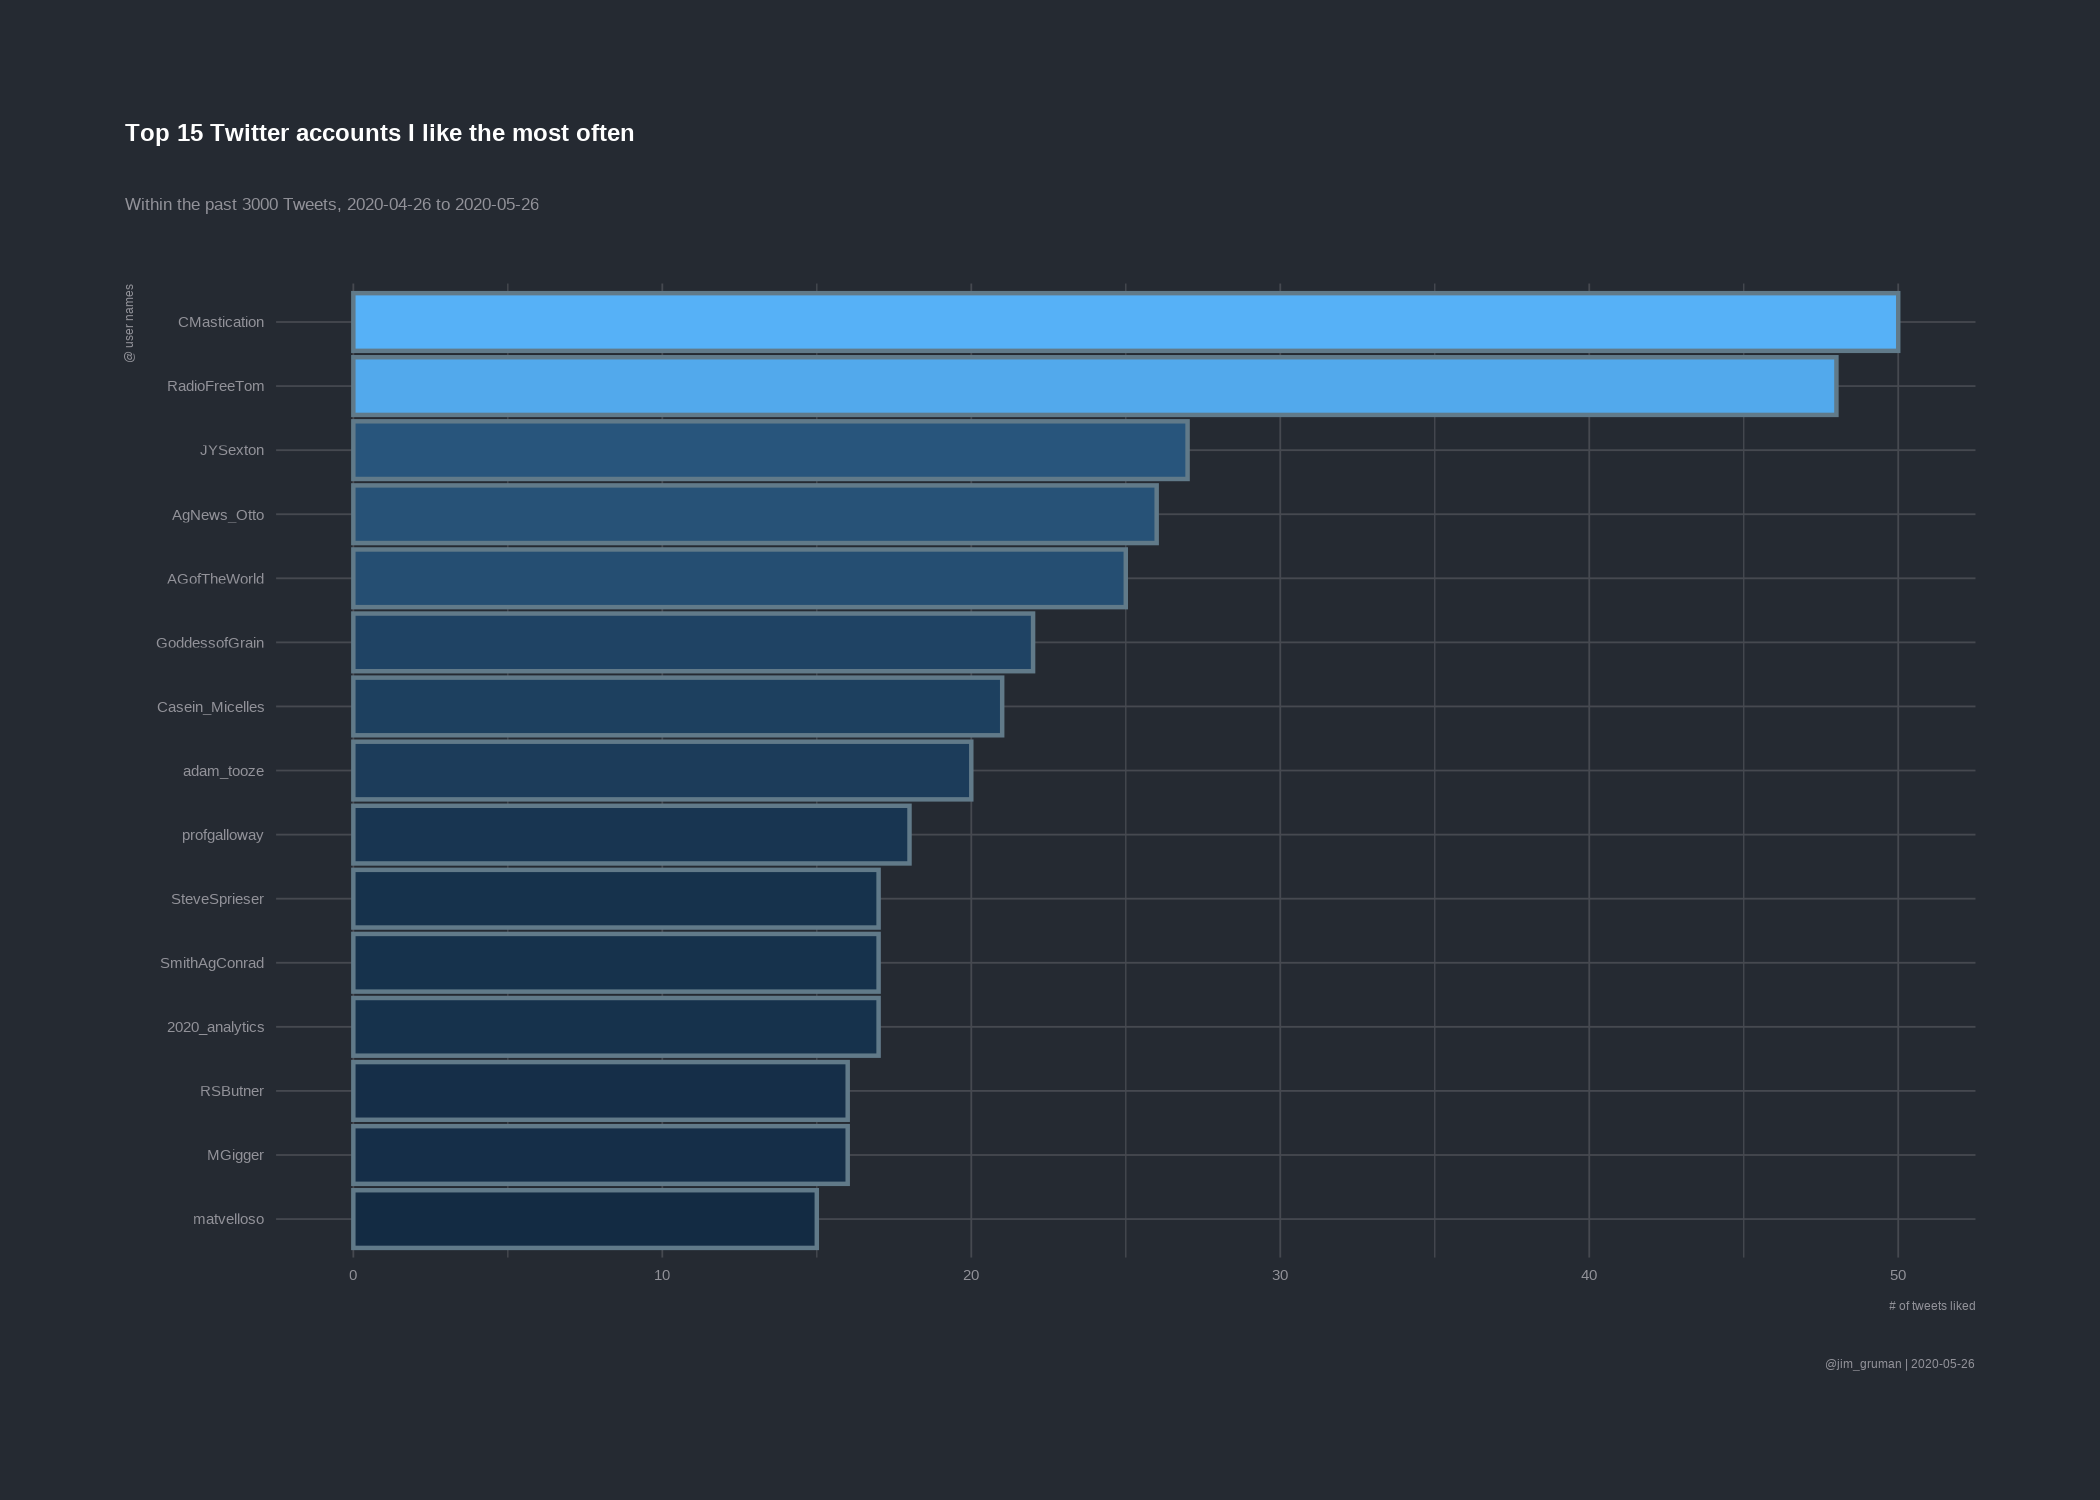 Top 15 Twitter accounts I like the most often
Within the past 3000 Tweets, 2020-04-26 to 2020-05-26
@ user names
CMastication
RadioFreeTom
JYSexton
AgNews_Otto
AGofTheWorld
GoddessofGrain
Casein_Micelles
adam_tooze
profgalloway
SteveSprieser
SmithAgConrad
2020_analytics
RSButner
MGigger
matvelloso
0 10 20 30 40 50
# of tweets liked
@jim_gruman | 2020-05-26